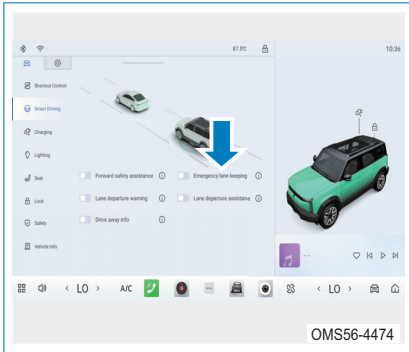 87.5℃ 10:36
Shortcut Control
Smart Driving
Charging
Lighting
Forward safety assistance Emergency lane keeping
Seat
Lane departure warning Lane departure assistance
Lock
Drive away info
Safety
Vehicle Info
< LO > A/C < LO >
OMS56-4474